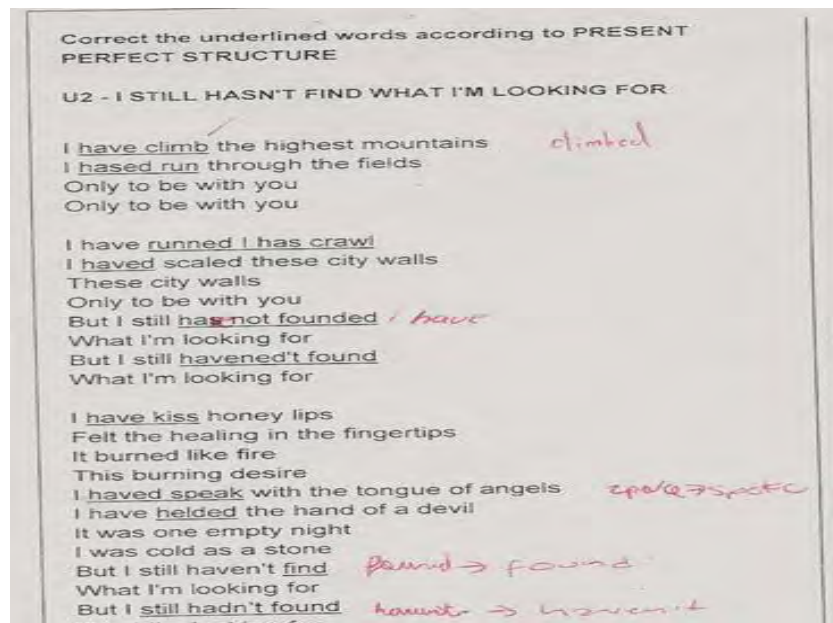 Correct the underlined words according to PRESENT
PERFECT STRUCTURE
U2 - I STILL HASN'T FIND WHAT I'M LOOKING FOR
I have climb the highest mountains climbed
I hased run through the fields
Only to be with you
Only to be with you
I have runned I has crawl
I haved scaled these city walls
These city walls
Only to be with you
But I still has not founded have
What I'm looking for
But I still havened't found
What I'm looking for
I have kiss honey lips
Felt the healing in the fingertips
It burned like fire
This burning desire
I haved speak with the tongue of angels
I have helded the hand of a devil
It was one empty night
I was cold as a stone
But I still haven't find found → found
What I'm looking for
But I still hadn't found → haven't